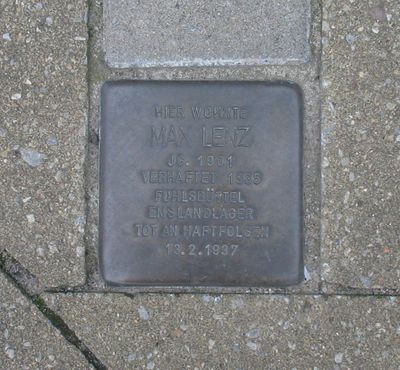 HIER WOHNTE
MAX LENZ
JG. 1901
VERHAFTET 1935
FUHLSBÜTTEL
EMSLANDLAGER
TOT AN HAFTFOLGEN
13.2.1937